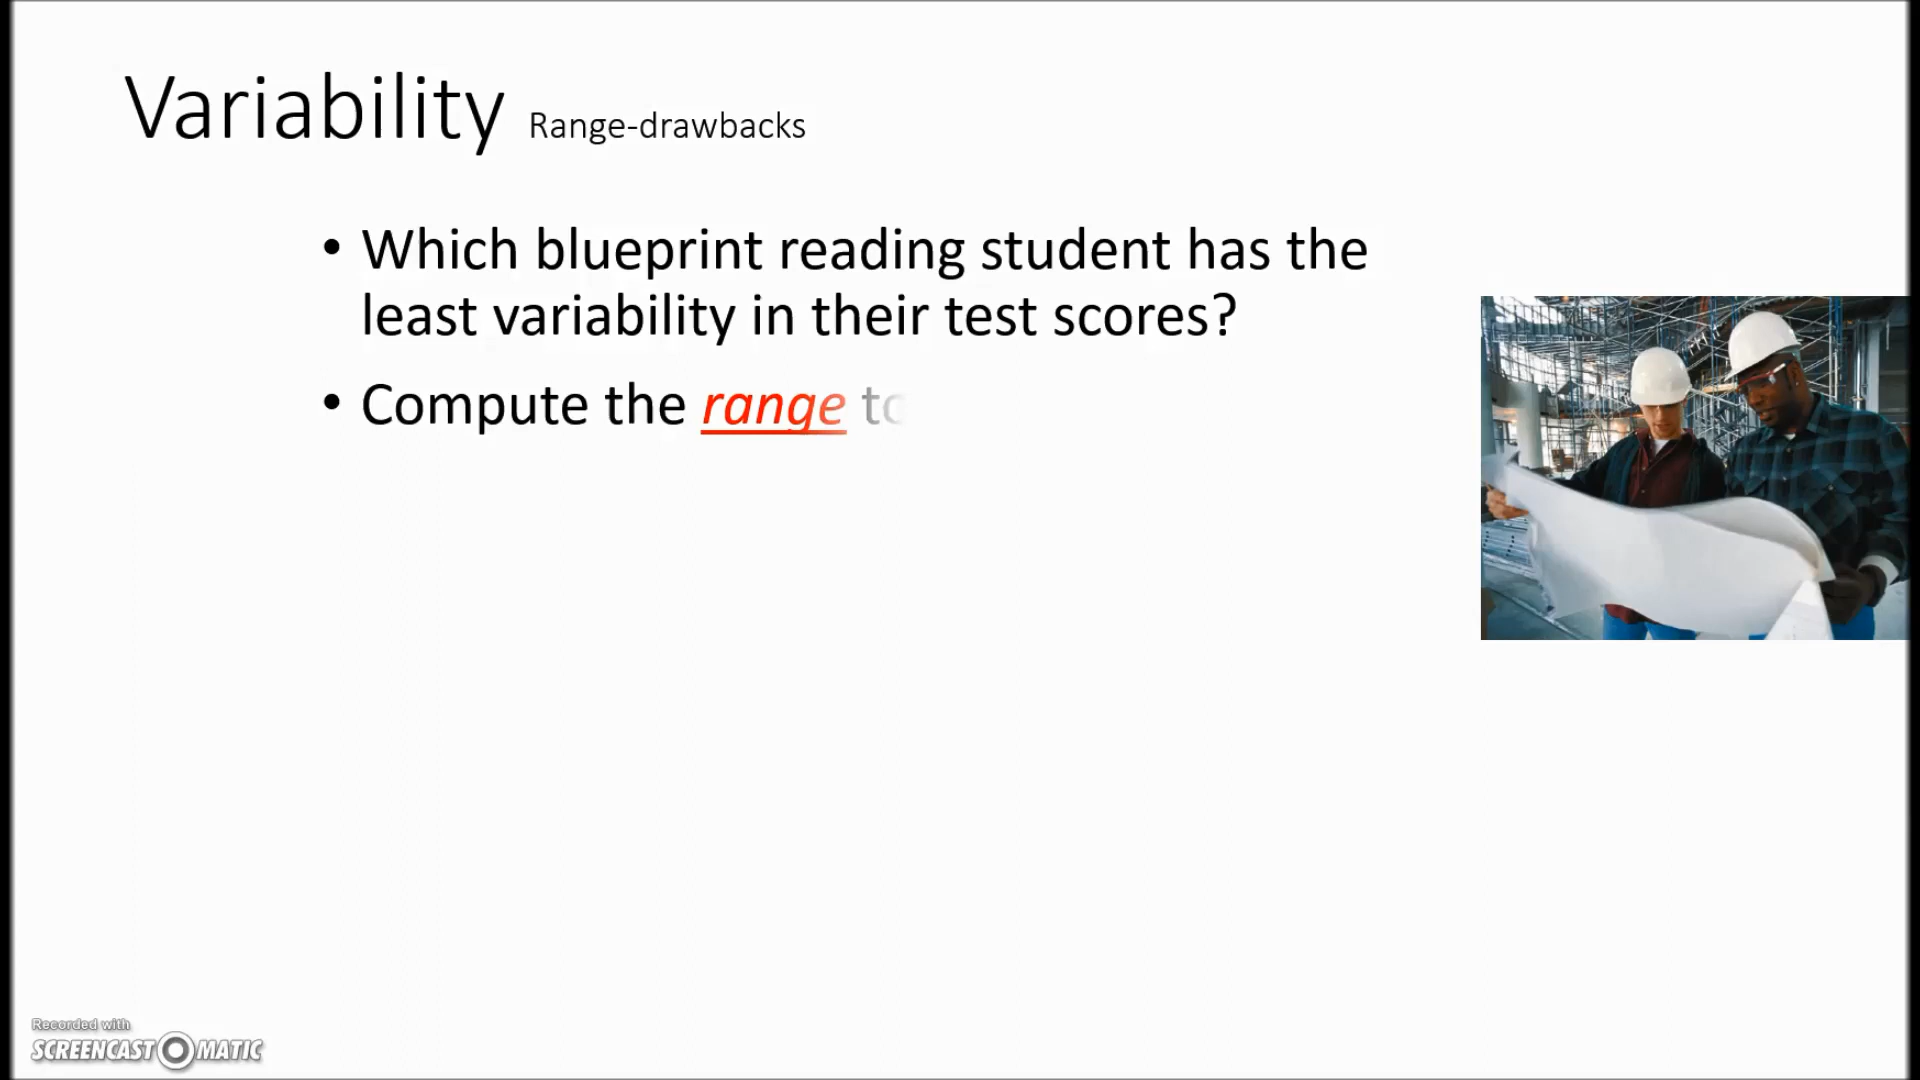 Variability Range-drawbacks
• Which blueprint reading student has the
least variability in their test scores?
• Compute the range to
Recorded with
SCREENCAST MATIC